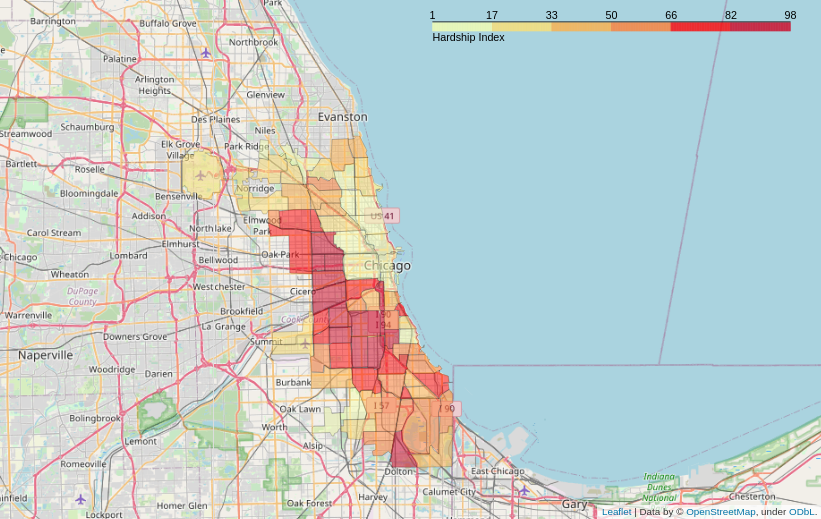 1 17 33 50 66 82 98
Hardship Index
Park
Barrington
Buffalo Grove
Northbrook
Palatine
Arlington
Heights
Glenview
Des Plaines
Evanston
Streamwood
Schaumburg
Niles
Elk Grove
Village
Park Ridge
Bartlett
Roselle
Norridge
Bloomingdale
Bensenville
Addison
Elmwood
Park
US 41
Northlake
Carol Stream
Elmhurst
Chicago
Lombard
Bellwood
Oak Park
Chicago
Wheaton
Westchester
Cicero
DuPage
County
Brookfield
Warrenville
La Grange
I 90
I 94
Downers Grove
Summit
Naperville
Woodridge
Darien
Burbank
Bolingbrook
Oak Lawn
I 57
I 90
Worth
Lemont
Alsip
Romeoville
Dolton
East Chicago
Indiana
Dunes
National
Chesterton
Calumet City
Homer Glen
Oak Forest
Harvey
Gary
Lockport
Leaflet | Data by © OpenStreetMap, under ODbL.